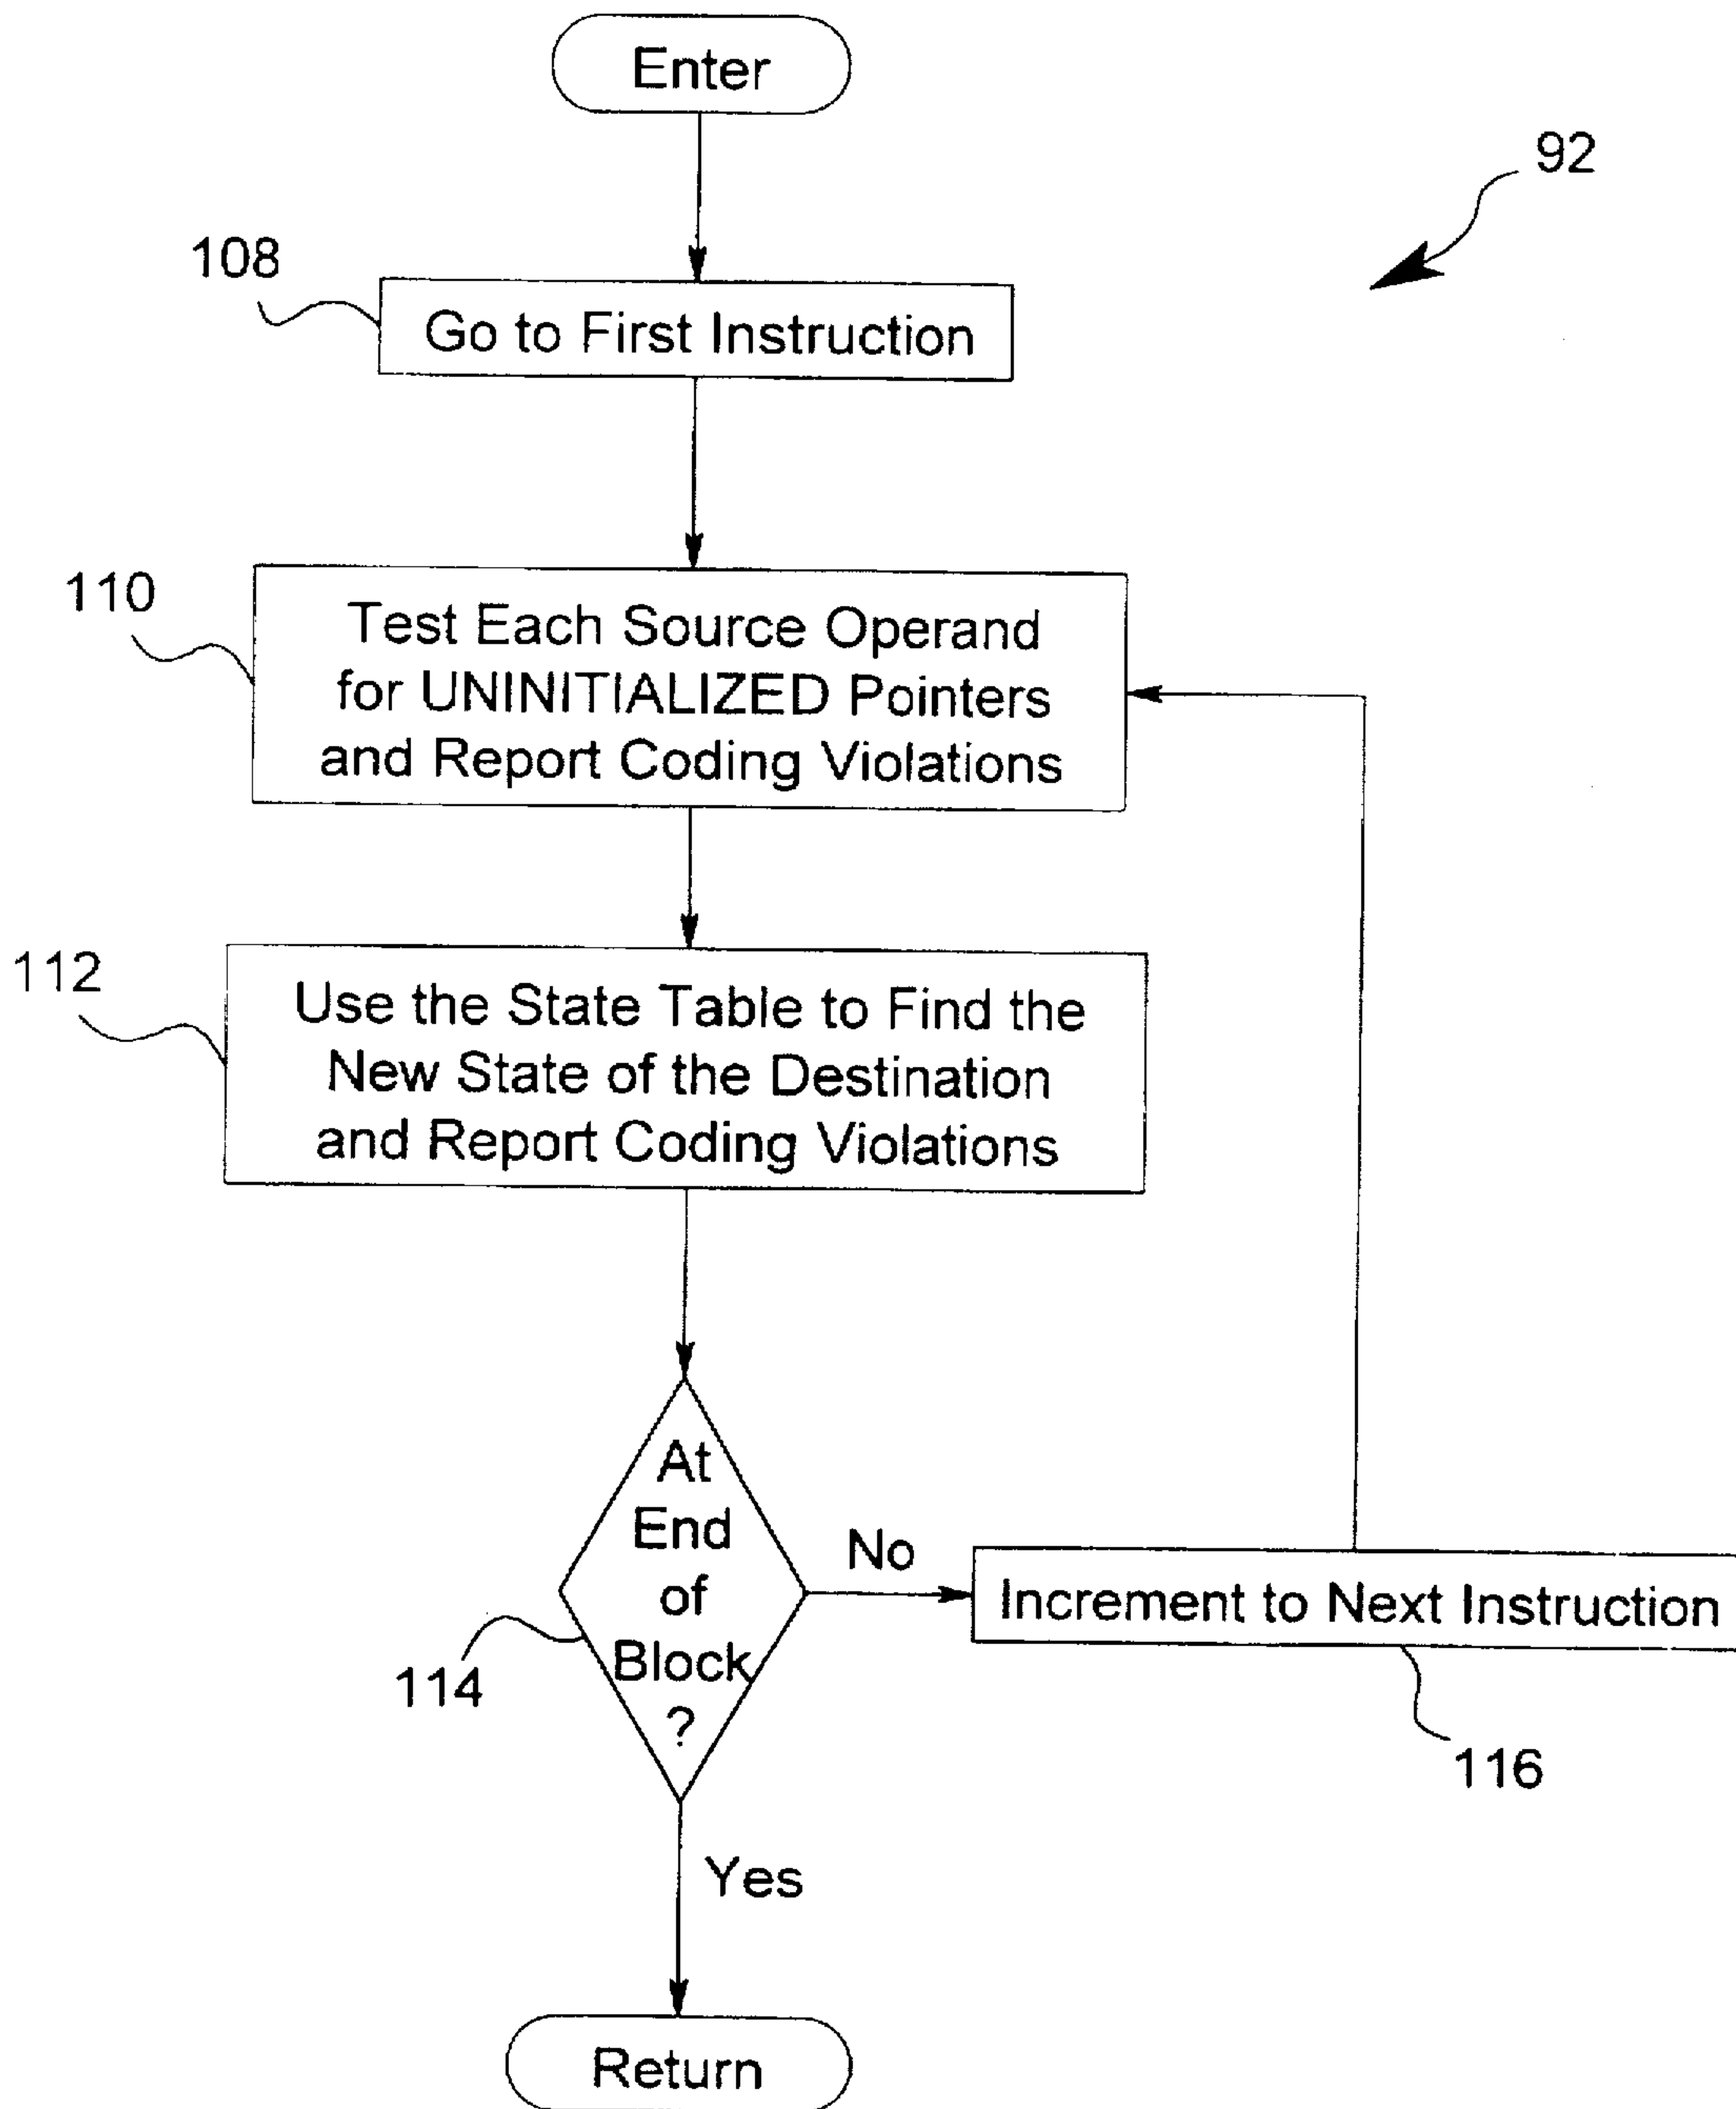 Enter
92
108
Go to First Instruction
110
Test Each Source Operand
for UNINITIALIZED Pointers
and Report Coding Violations
112
Use the State Table to Find the
New State of the Destination
and Report Coding Violations
At
End
of
Block
?
No
Increment to Next Instruction
114
116
Yes
Return